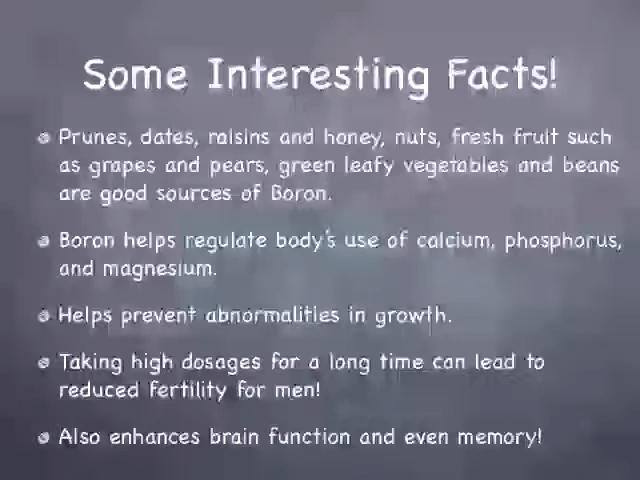 Some Interesting Facts!
Prunes, dates, raisins and honey, nuts, fresh fruit such
as grapes and pears, green leafy vegetables and beans
are good sources of Boron.
Boron helps regulate body's use of calcium, phosphorus,
and magnesium.
Helps prevent abnormalities in growth.
Taking high dosages for a long time can lead to
reduced fertility for men!
Also enhances brain function and even memory!